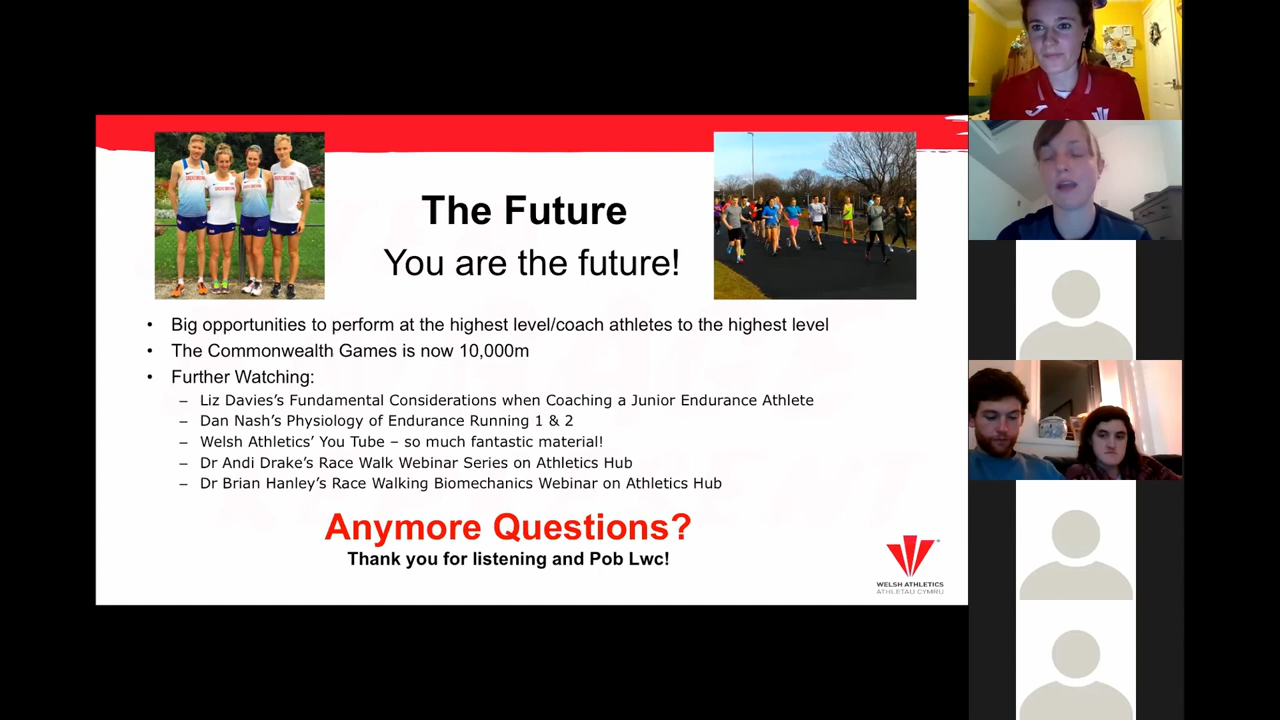 The Future
You are the future!
• Big opportunities to perform at the highest level/coach athletes to the highest level
• The Commonwealth Games is now 10,000m
• Further Watching:
– Liz Davies's Fundamental Considerations when Coaching a Junior Endurance Athlete
– Dan Nash's Physiology of Endurance Running 1 & 2
– Welsh Athletics' You Tube – so much fantastic material!
– Dr Andi Drake's Race Walk Webinar Series on Athletics Hub
– Dr Brian Hanley's Race Walking Biomechanics Webinar on Athletics Hub
Anymore Questions?
Thank you for listening and Pob Lwc!
WELSH ATHLETICS
ATHLETAU CYMRU